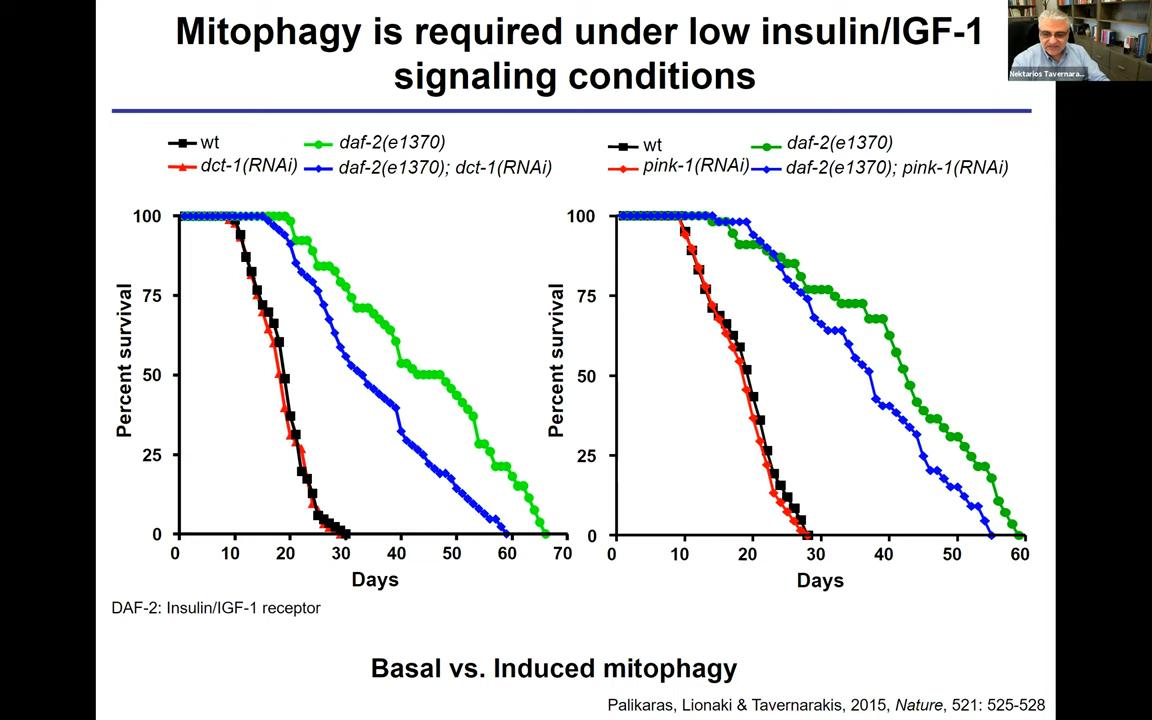 Mitophagy is required under low insulin/IGF-1
signaling conditions
Nektarios Tavernara...
wt
daf-2(e1370)
dct-1(RNAi)
daf-2(e1370); dct-1(RNAi)
wt
daf-2(e1370)
pink-1(RNAi)
daf-2(e1370); pink-1(RNAi)
Percent survival
100
75
50
25
0
0 10 20 30 40 50 60 70
Days
Percent survival
100
75
50
25
0
0 10 20 30 40 50 60
Days
DAF-2: Insulin/IGF-1 receptor
Basal vs. Induced mitophagy
Palikaras, Lionaki & Tavernarakis, 2015, Nature, 521: 525-528